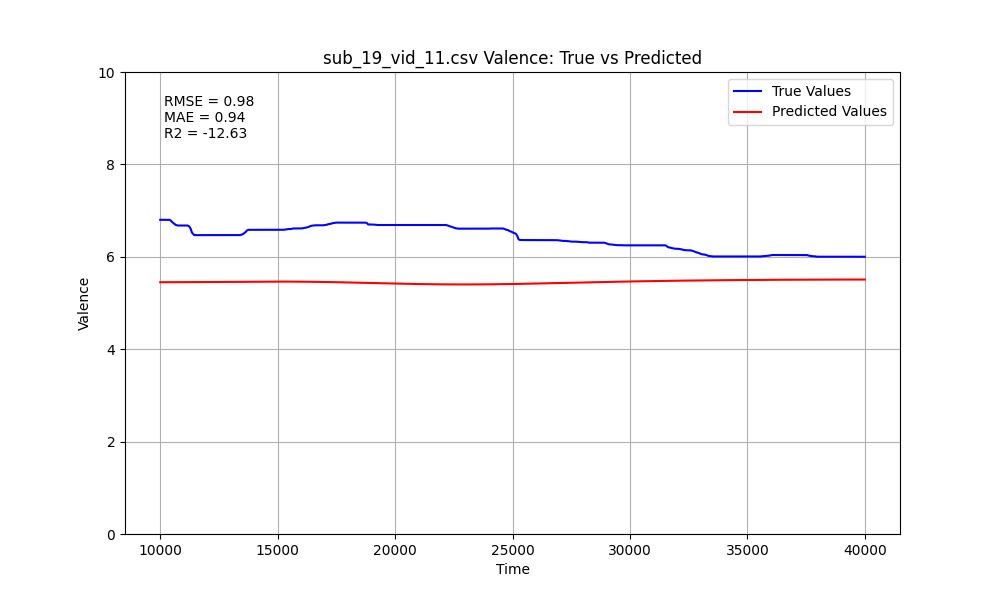 sub_19_vid_11.csv Valence: True vs Predicted
RMSE = 0.98
MAE = 0.94
R2 = -12.63
True Values
Predicted Values
10
8
6
4
2
0
Valence
10000 15000 20000 25000 30000 35000 40000
Time